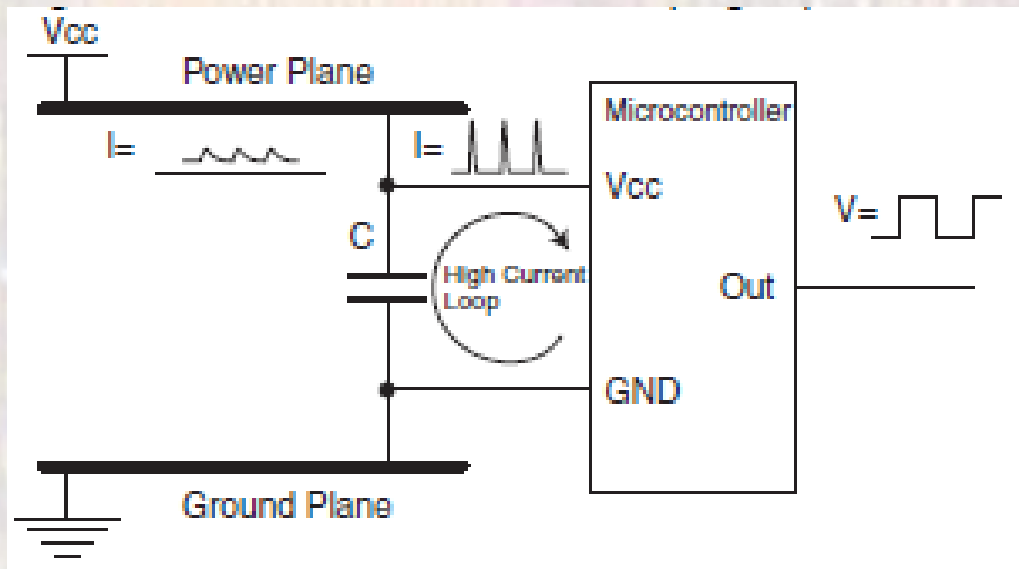 Vcc
Power Plane
I=
I=
Microcontroller
Vcc
V=
C
High Current
Loop
Out
GND
Ground Plane